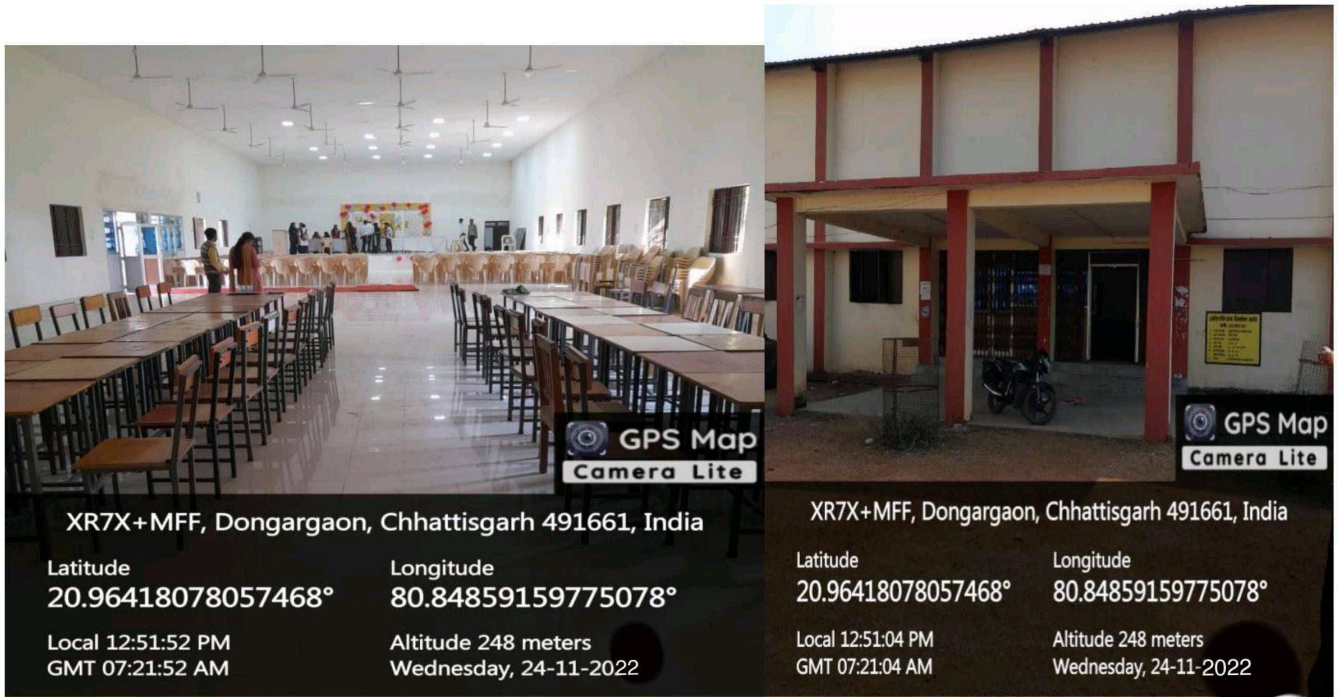 GPS Map
Camera Lite
XR7X+MFF, Dongargaon, Chhattisgarh 491661, India
Latitude
20.96418078057468°
Longitude
80.84859159775078°
Local 12:51:52 PM
GMT 07:21:52 AM
Altitude 248 meters
Wednesday, 24-11-2022
GPS Map
Camera Lite
XR7X+MFF, Dongargaon, Chhattisgarh 491661, India
Latitude
20.96418078057468°
Longitude
80.84859159775078°
Local 12:51:04 PM
GMT 07:21:04 AM
Altitude 248 meters
Wednesday, 24-11-2022